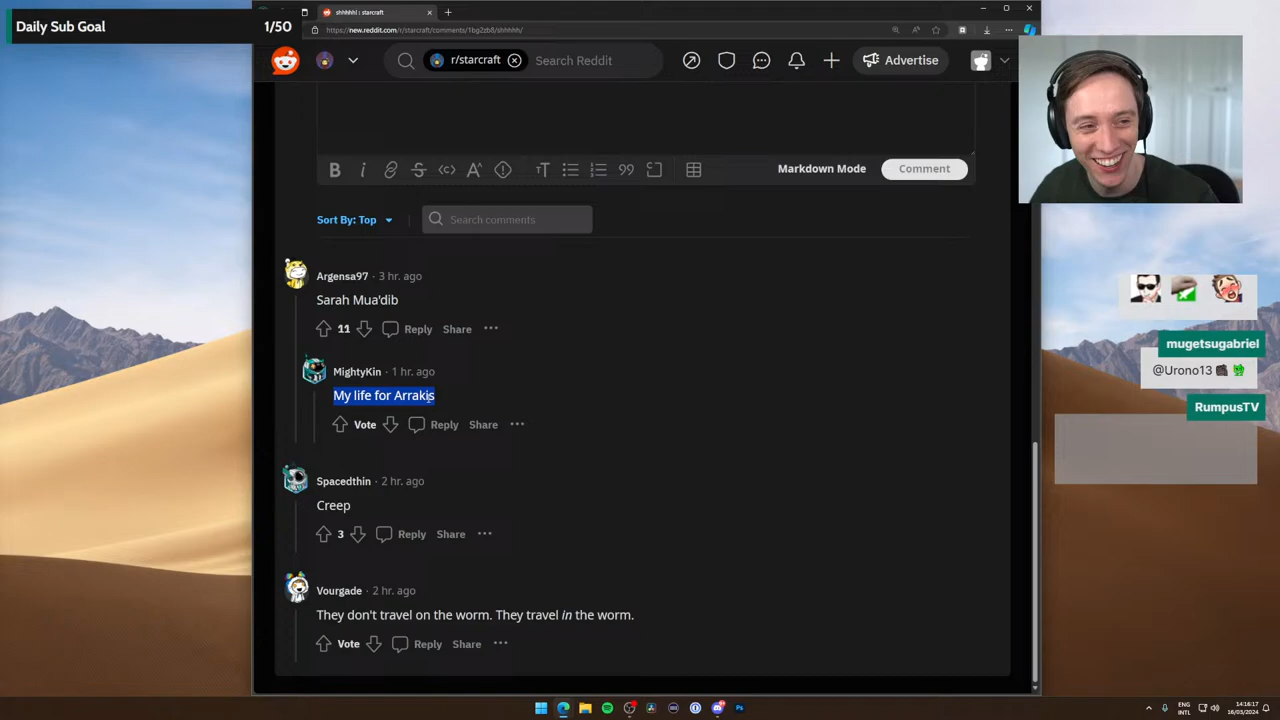 Daily Sub Goal
1/50
shhhhh! : starcraft
https://new.reddit.com/r/starcraft/comments/1bg2zb5/shhhhh/
r/starcraft
Search Reddit
Advertise
Markdown Mode
Comment
Sort By: Top
Search comments
Argensa97 · 3 hr. ago
Sarah Mua'dib
11
Reply
Share
MightyKin · 1 hr. ago
My life for Arrakis
Vote
Reply
Share
Spacedthin · 2 hr. ago
Creep
3
Reply
Share
Vourgade · 2 hr. ago
They don't travel on the worm. They travel in the worm.
Vote
Reply
Share
mugetsugabriel
@Urono13
RumpusTV
ENG
INTL
14:16:17
16/03/2024